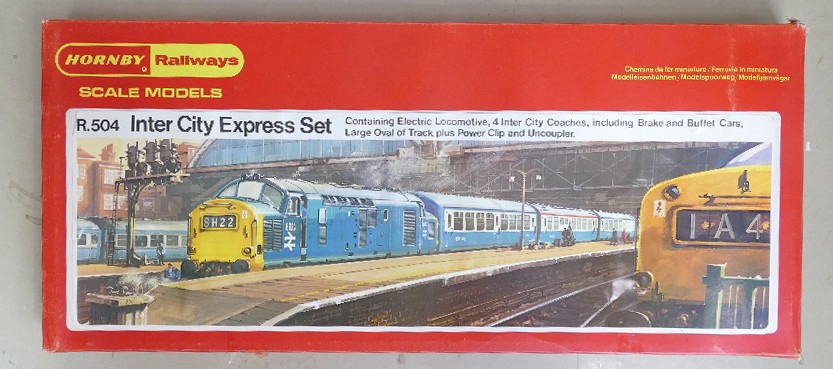 HORNBY Railways
SCALE MODELS
Chemins de fer miniature / Ferrovie in miniatura
Modelleisenbahnen / Modelspoorweg / Modelljärnvägar
R.504 Inter City Express Set
Containing Electric Locomotive, 4 Inter City Coaches, including Brake and Buffet Cars,
Large Oval of Track plus Power Clip and Uncoupler.
8H22
1A4